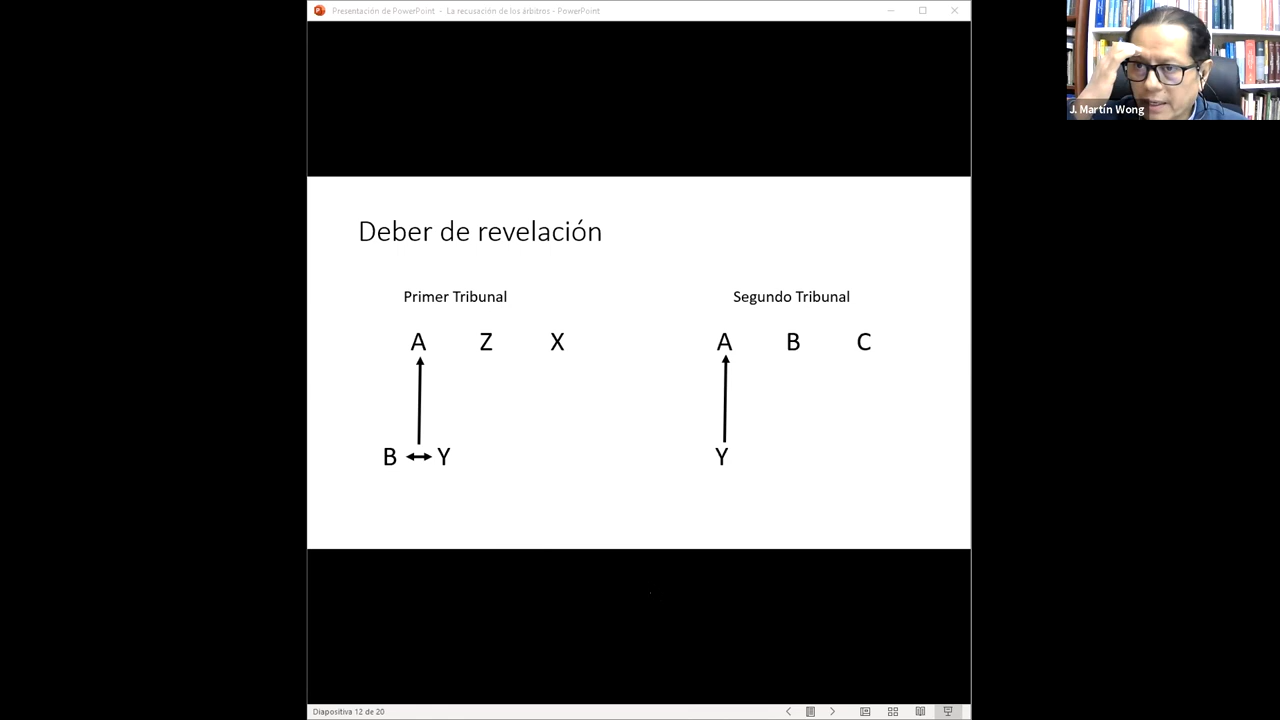 Presentación de PowerPoint - La recusación de los árbitros - PowerPoint
J. Martín Wong
Deber de revelación
Primer Tribunal
Segundo Tribunal
A Z X
A B C
B Y
Y
Diapositiva 12 de 20